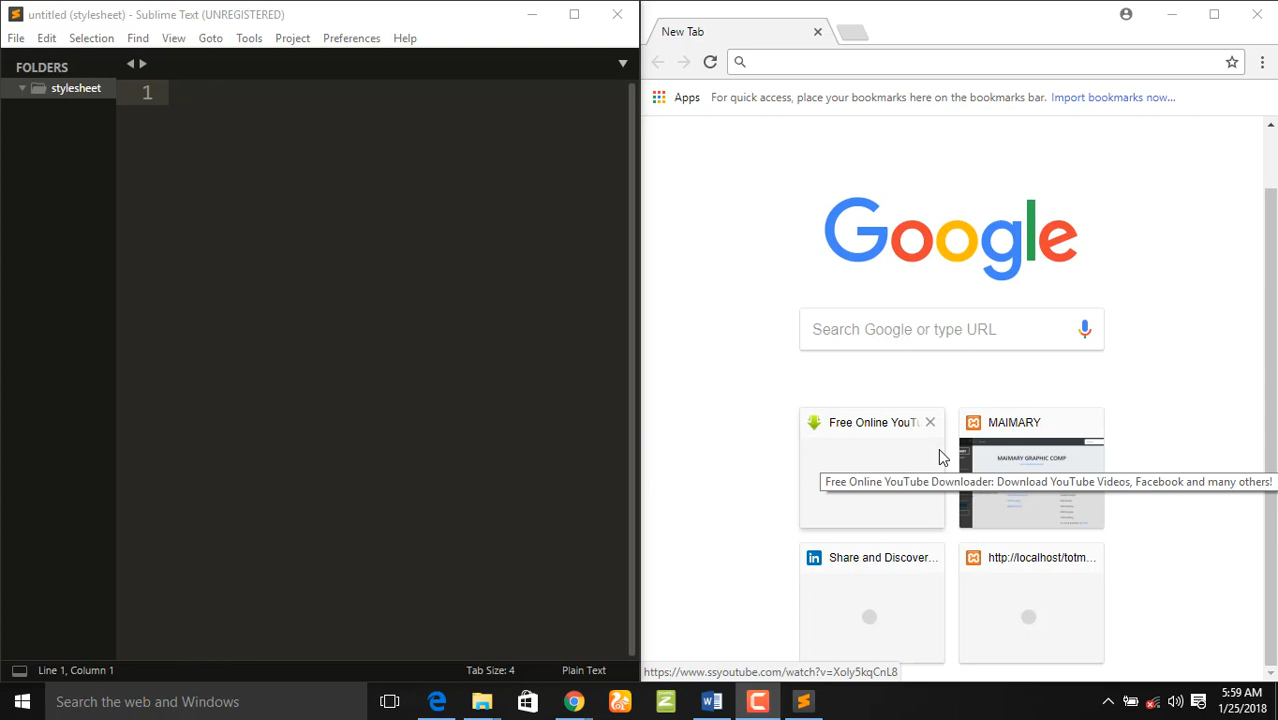 untitled (stylesheet) - Sublime Text (UNREGISTERED)
File Edit Selection Find View Goto Tools Project Preferences Help
FOLDERS
stylesheet
1
Line 1, Column 1
Tab Size: 4
Plain Text
New Tab
Apps
For quick access, place your bookmarks here on the bookmarks bar. Import bookmarks now...
Google
Search Google or type URL
Free Online YouTu
MAIMARY
MAIMARY GRAPHIC COMP
Free Online YouTube Downloader: Download YouTube Videos, Facebook and many others!
Share and Discover...
http://localhost/totm...
https://www.ssyoutube.com/watch?v=Xoly5kqCnL8
Search the web and Windows
5:59 AM
1/25/2018